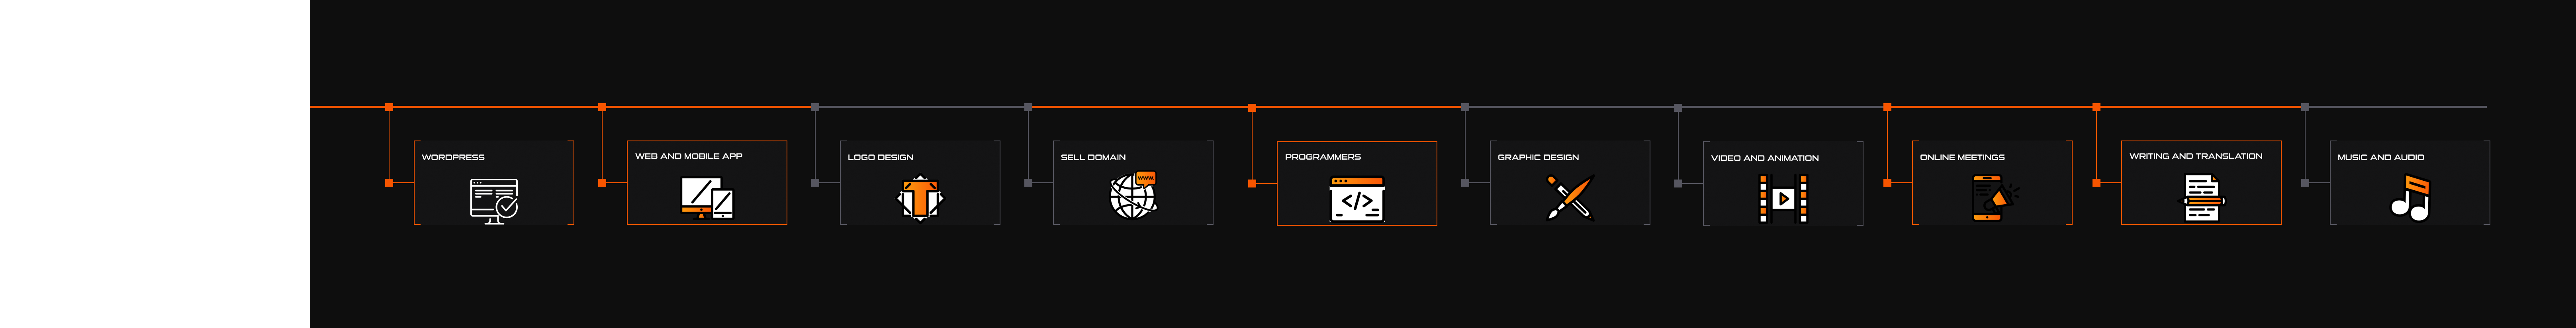 WORDPRESS
WEB AND MOBILE APP
LOGO DESIGN
SELL DOMAIN
WWW.
PROGRAMMERS
</>
GRAPHIC DESIGN
VIDEO AND ANIMATION
ONLINE MEETINGS
WRITING AND TRANSLATION
MUSIC AND AUDIO